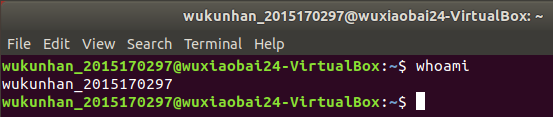 wukunhan_2015170297@wuxiaobai24-VirtualBox: ~
File Edit View Search Terminal Help
wukunhan_2015170297@wuxiaobai24-VirtualBox:~$ whoami
wukunhan_2015170297
wukunhan_2015170297@wuxiaobai24-VirtualBox:~$